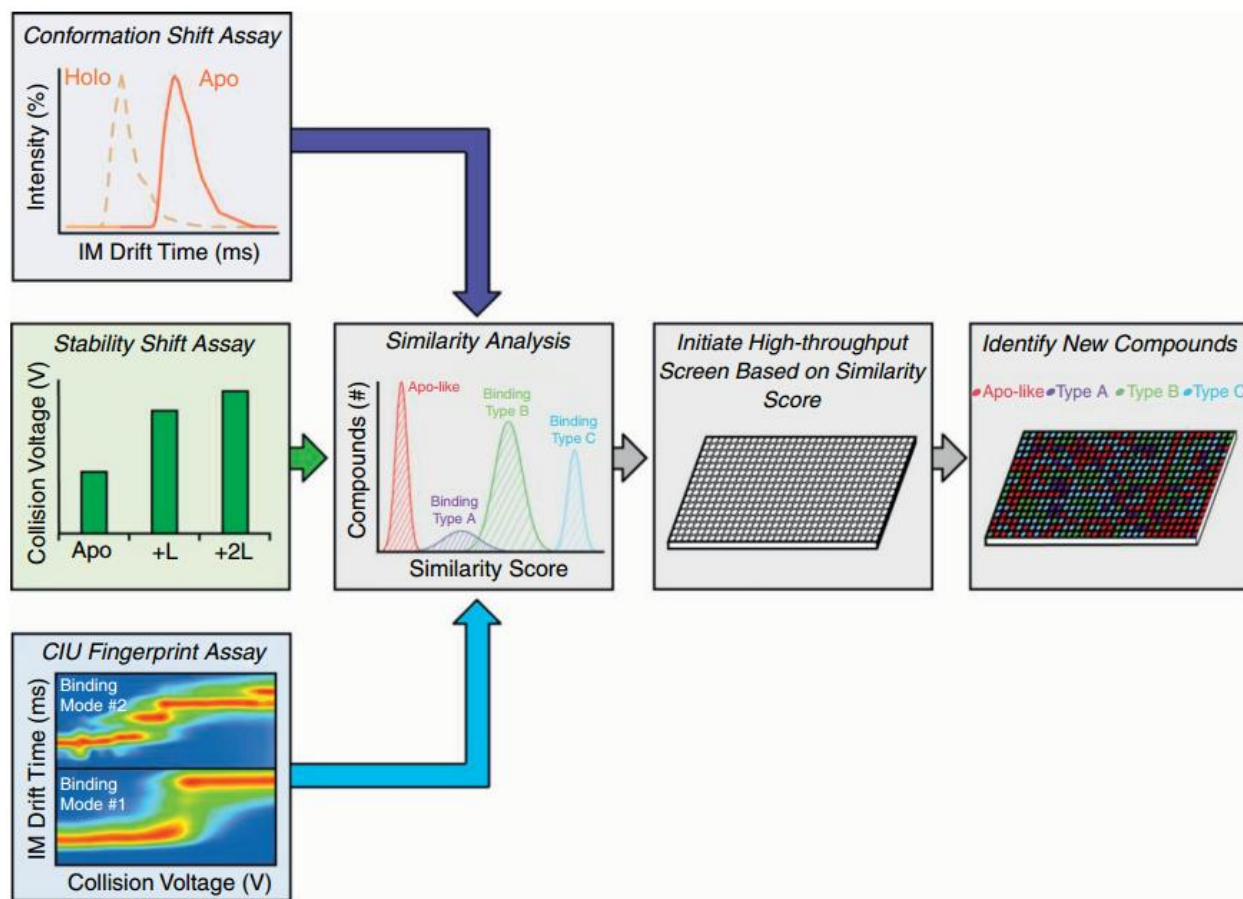 Conformation Shift Assay
Holo
Apo
Intensity (%)
IM Drift Time (ms)
Stability Shift Assay
Collision Voltage (V)
Apo
+L
+2L
CIU Fingerprint Assay
Binding
Mode #2
Binding
Mode #1
IM Drift Time (ms)
Collision Voltage (V)
Similarity Analysis
Apo-like
Binding
Type B
Binding
Type C
Binding
Type A
Compounds (#)
Similarity Score
Initiate High-throughput
Screen Based on Similarity
Score
Identify New Compounds
Apo-like Type A Type B Type C